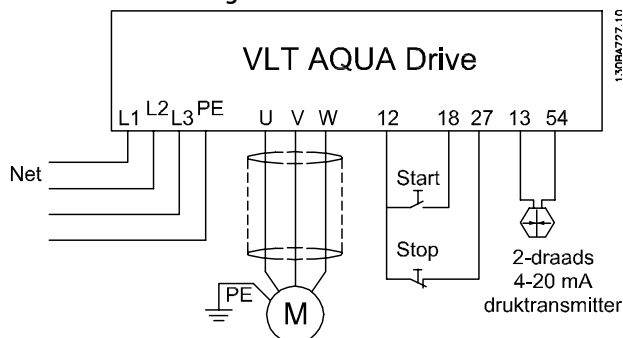 130BA727.10
VLT AQUA Drive
L1 L2 L3 PE U V W 12 18 27 13 54
Net
Start
Stop
2-draads
4-20 mA
druktransmitter
PE
M